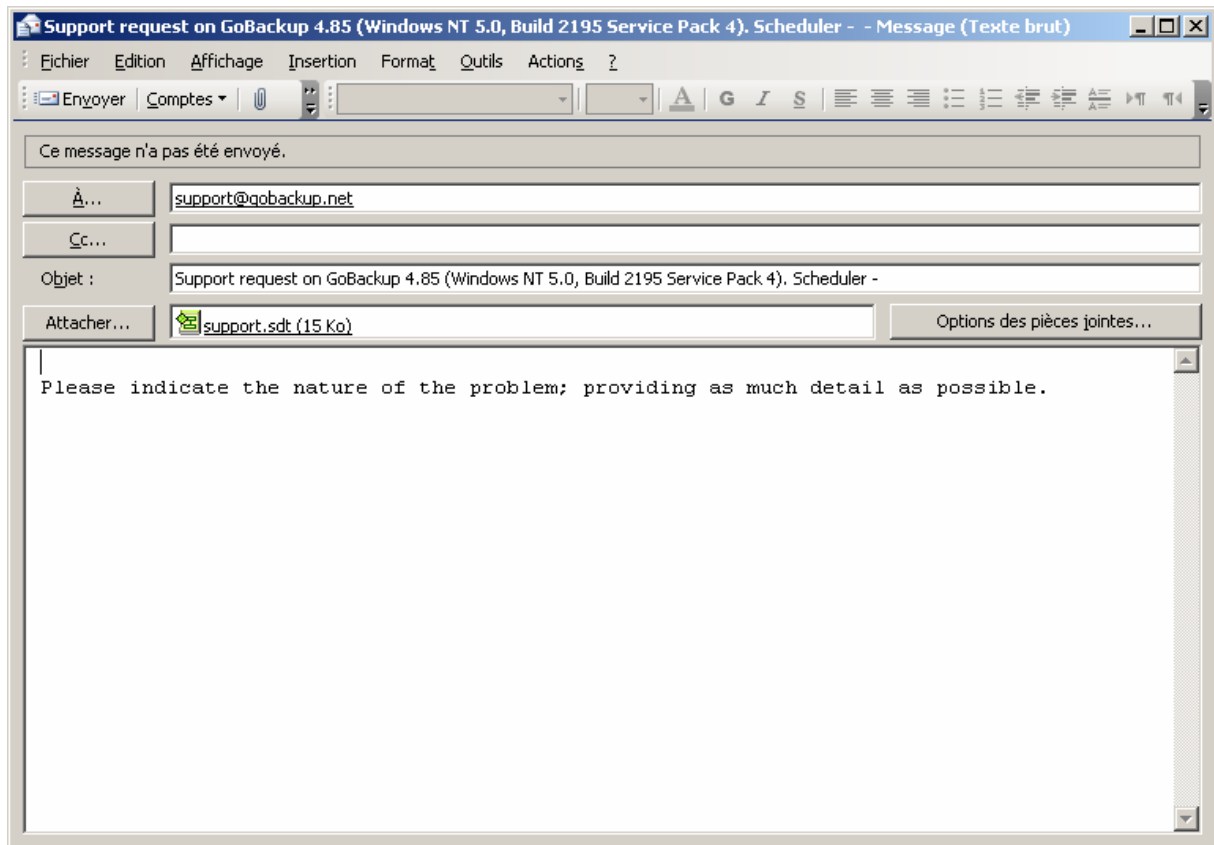 Support request on GoBackup 4.85 (Windows NT 5.0, Build 2195 Service Pack 4). Scheduler - - Message (Texte brut)
Fichier Edition Affichage Insertion Format Outils Actions ?
Envoyer Comptes A G I S
Ce message n'a pas été envoyé.
À... support@gobackup.net
Cc...
Objet : Support request on GoBackup 4.85 (Windows NT 5.0, Build 2195 Service Pack 4). Scheduler -
Attacher... support.sdt (15 Ko) Options des pièces jointes...
Please indicate the nature of the problem; providing as much detail as possible.